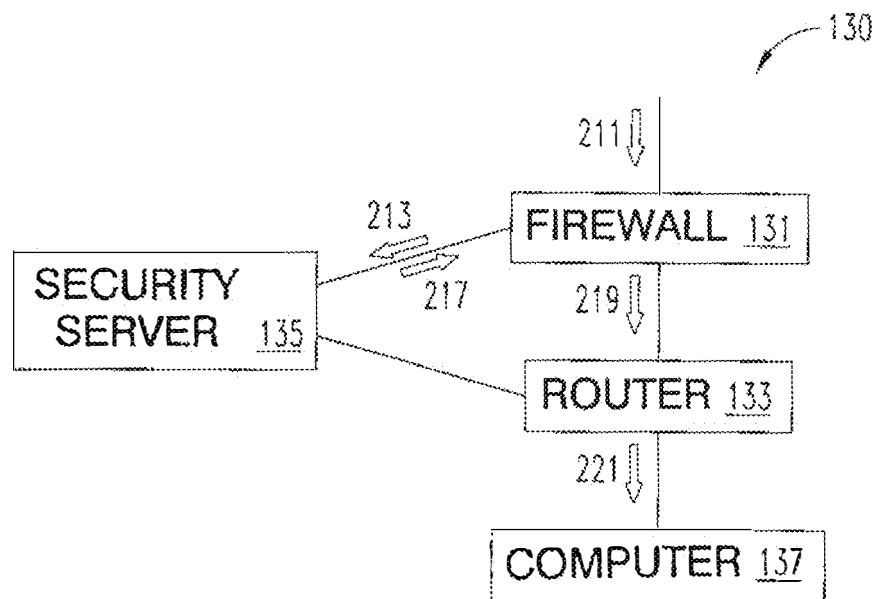 130
211
FIREWALL 131
213
217
SECURITY
SERVER 135
219
ROUTER 133
221
COMPUTER 137